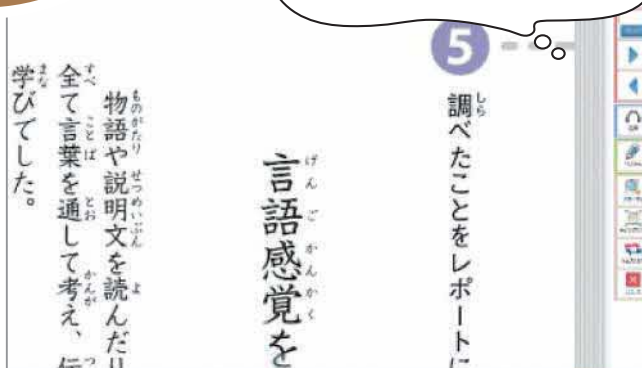 5
調べたことをレポートに
言語感覚を
物語や説明文を読んだり
全て言葉を通して考え、伝
学びでした。